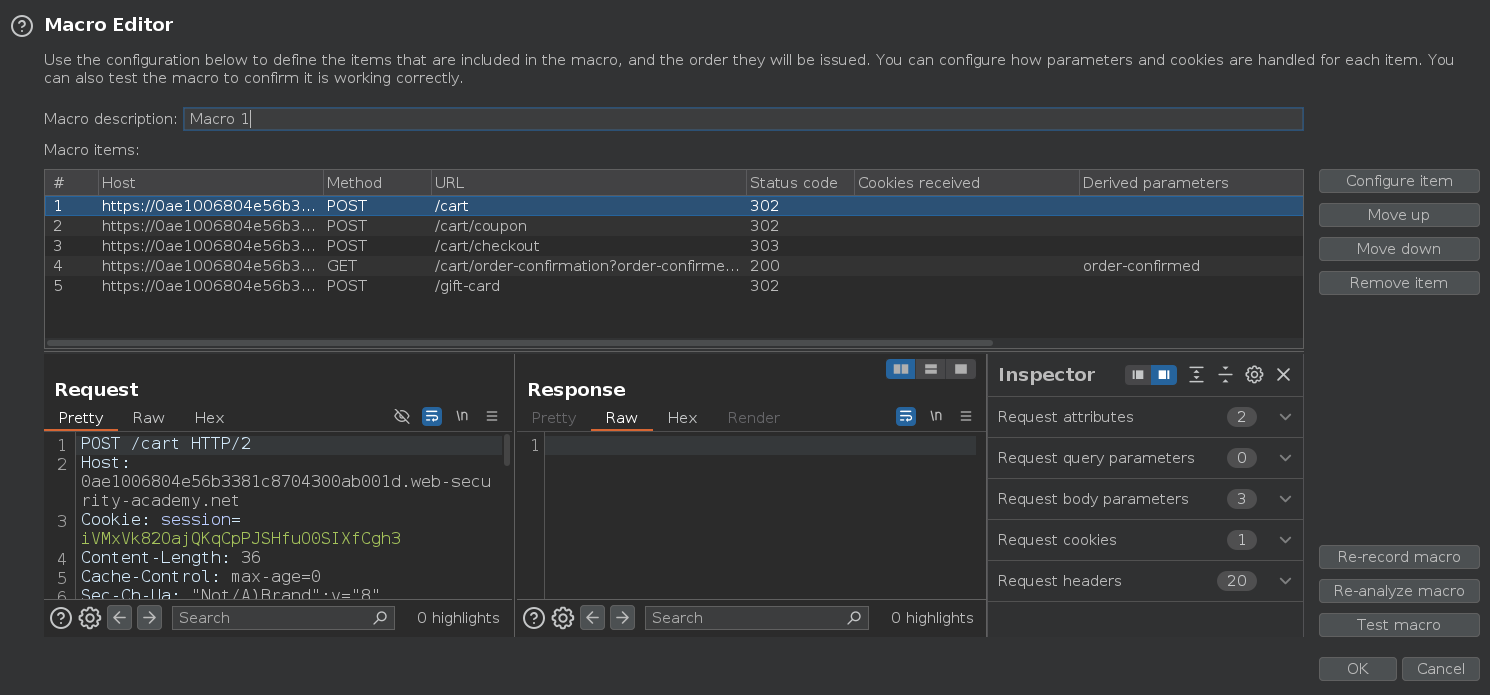 Macro Editor
Use the configuration below to define the items that are included in the macro, and the order they will be issued. You can configure how parameters and cookies are handled for each item. You
can also test the macro to confirm it is working correctly.
Macro description: Macro 1
Macro items:
# Host Method URL Status code Cookies received Derived parameters
1 https://0ae1006804e56b3... POST /cart 302
2 https://0ae1006804e56b3... POST /cart/coupon 302
3 https://0ae1006804e56b3... POST /cart/checkout 303
4 https://0ae1006804e56b3... GET /cart/order-confirmation?order-confirme... 200 order-confirmed
5 https://0ae1006804e56b3... POST /gift-card 302
Configure item
Move up
Move down
Remove item
Request
Pretty Raw Hex \n
1 POST /cart HTTP/2
2 Host:
0ae1006804e56b3381c8704300ab001d.web-secu
rity-academy.net
3 Cookie: session=
iVMxVk82OajQKqCpPJSHfuO0SIXfCgh3
4 Content-Length: 36
5 Cache-Control: max-age=0
6 Sec-Ch-Ua: "Not/A)Brand";v="8"
Search 0 highlights
Response
Pretty Raw Hex Render \n
1
Search 0 highlights
Inspector
Request attributes 2
Request query parameters 0
Request body parameters 3
Request cookies 1
Request headers 20
Re-record macro
Re-analyze macro
Test macro
OK Cancel